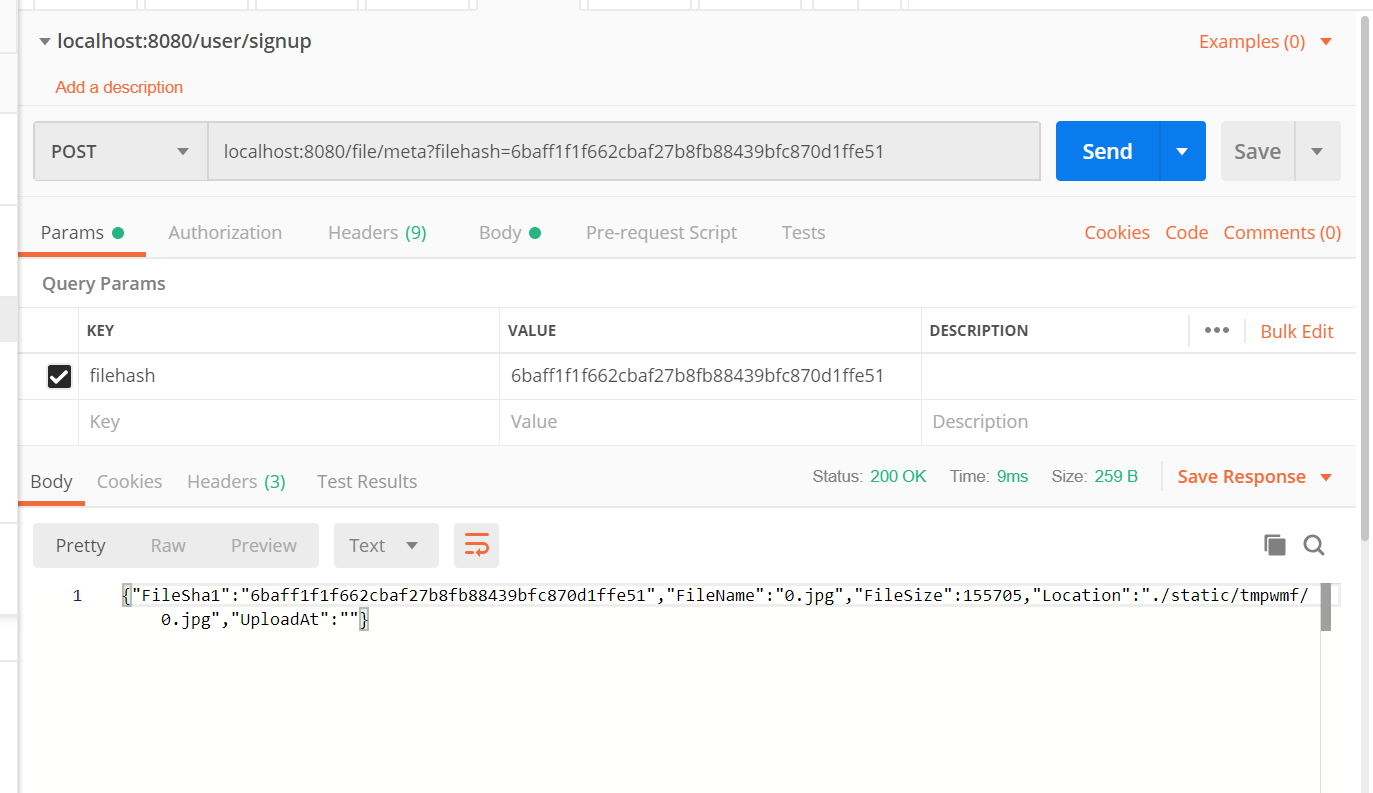 localhost:8080/user/signup
Examples (0)
Add a description
POST
localhost:8080/file/meta?filehash=6baff1f1f662cbaf27b8fb88439bfc870d1ffe51
Send
Save
Params
Authorization
Headers (9)
Body
Pre-request Script
Tests
Cookies
Code
Comments (0)
Query Params
KEY
VALUE
DESCRIPTION
Bulk Edit
filehash
6baff1f1f662cbaf27b8fb88439bfc870d1ffe51
Key
Value
Description
Body
Cookies
Headers (3)
Test Results
Status: 200 OK
Time: 9ms
Size: 259 B
Save Response
Pretty
Raw
Preview
Text
1
{"FileSha1":"6baff1f1f662cbaf27b8fb88439bfc870d1ffe51","FileName":"0.jpg","FileSize":155705,"Location":"./static/tmpwmf/
0.jpg","UploadAt":""}